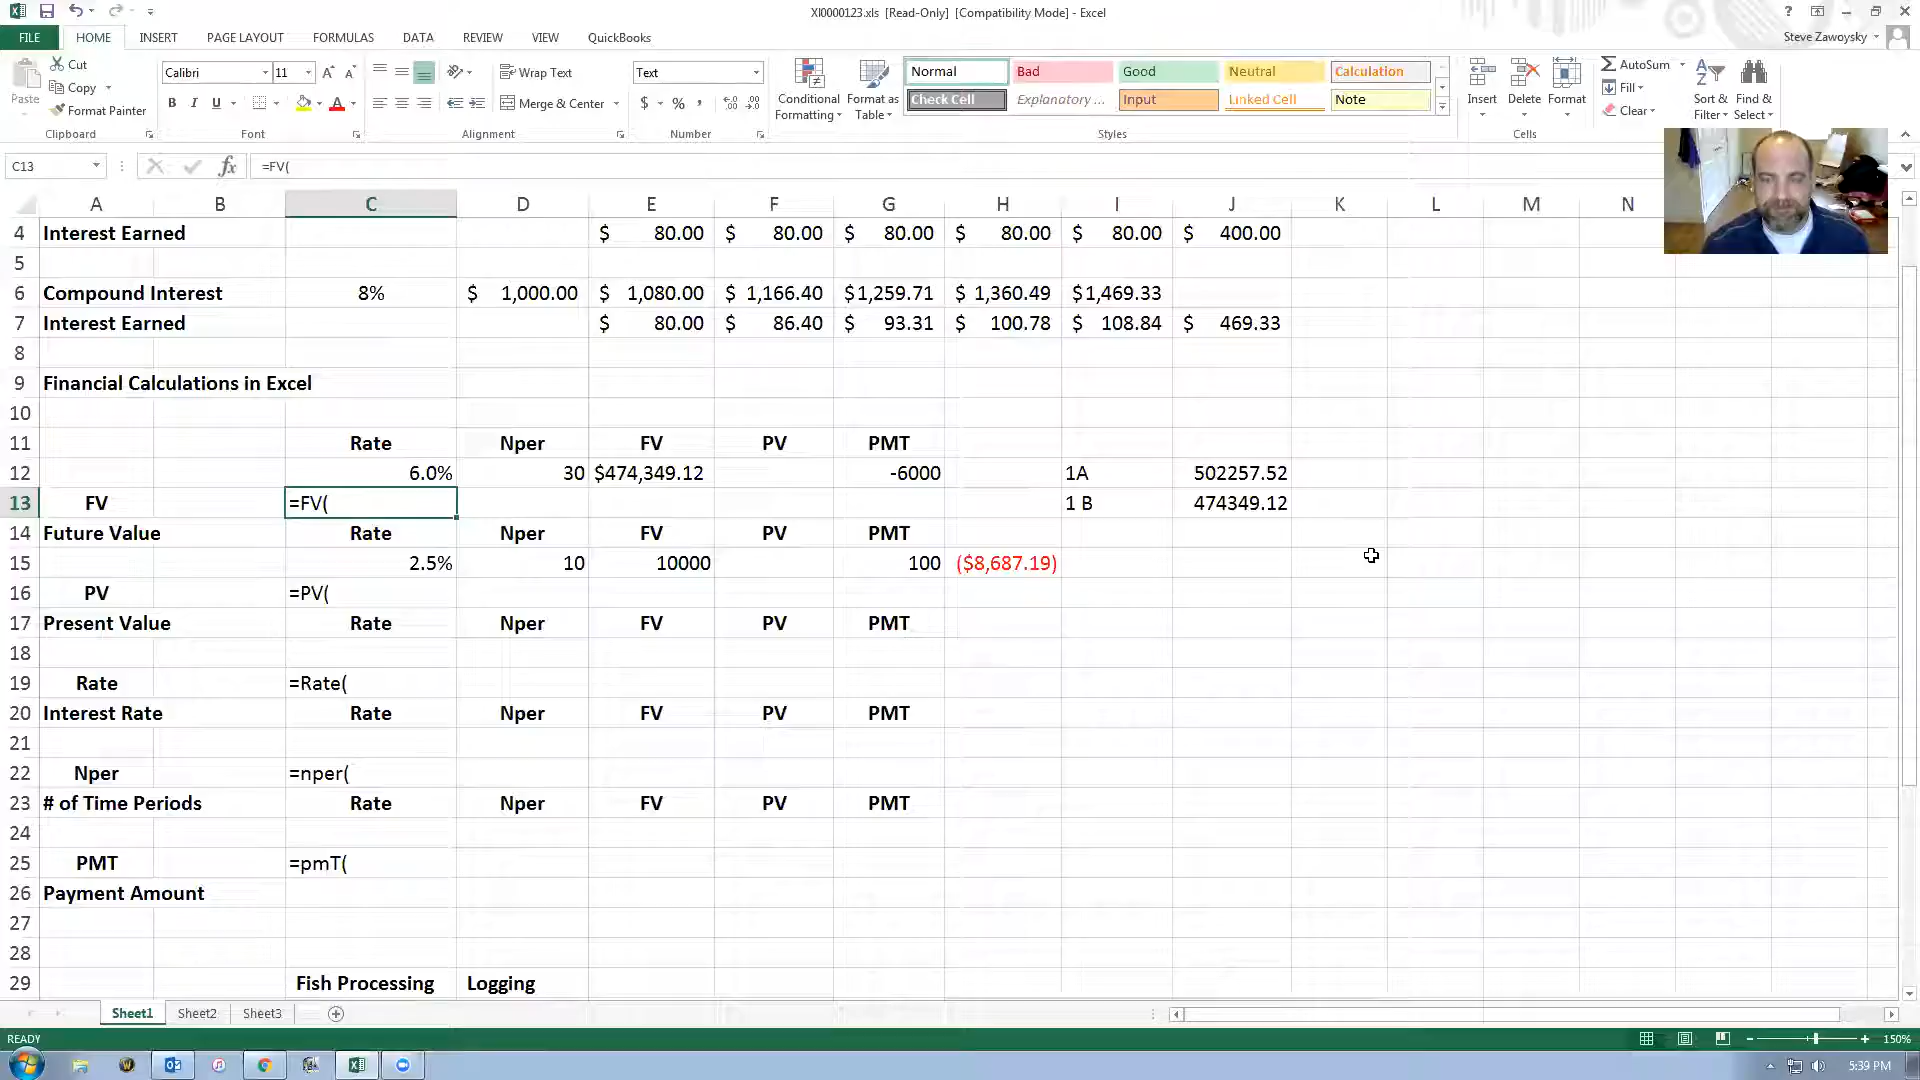 XI0000123.xls [Read-Only] [Compatibility Mode] - Excel
FILE HOME INSERT PAGE LAYOUT FORMULAS DATA REVIEW VIEW QuickBooks Steve Zawoysky
Cut
Copy
Format Painter
Paste
Calibri 11
B I U A
Wrap Text
Merge & Center
Text
$ %
Conditional Formatting
Format as Table
Normal Bad Good Neutral Calculation
Check Cell Explanatory ... Input Linked Cell Note
Insert Delete Format
AutoSum
Fill
Clear
Sort & Filter
Find & Select
Clipboard Font Alignment Number Styles Cells
C13 fx =FV(
A B C D E F G H I J K L M N
4 Interest Earned $ 80.00 $ 80.00 $ 80.00 $ 80.00 $ 80.00 $ 400.00
5
6 Compound Interest 8% $ 1,000.00 $ 1,080.00 $ 1,166.40 $1,259.71 $ 1,360.49 $1,469.33
7 Interest Earned $ 80.00 $ 86.40 $ 93.31 $ 100.78 $ 108.84 $ 469.33
8
9 Financial Calculations in Excel
10
11 Rate Nper FV PV PMT
12 6.0% 30 $474,349.12 -6000 1A 502257.52
13 FV =FV( 1 B 474349.12
14 Future Value Rate Nper FV PV PMT
15 2.5% 10 10000 100 ($8,687.19)
16 PV =PV(
17 Present Value Rate Nper FV PV PMT
18
19 Rate =Rate(
20 Interest Rate Rate Nper FV PV PMT
21
22 Nper =nper(
23 # of Time Periods Rate Nper FV PV PMT
24
25 PMT =pmT(
26 Payment Amount
27
28
29 Fish Processing Logging
Sheet1 Sheet2 Sheet3
READY 150%
5:39 PM